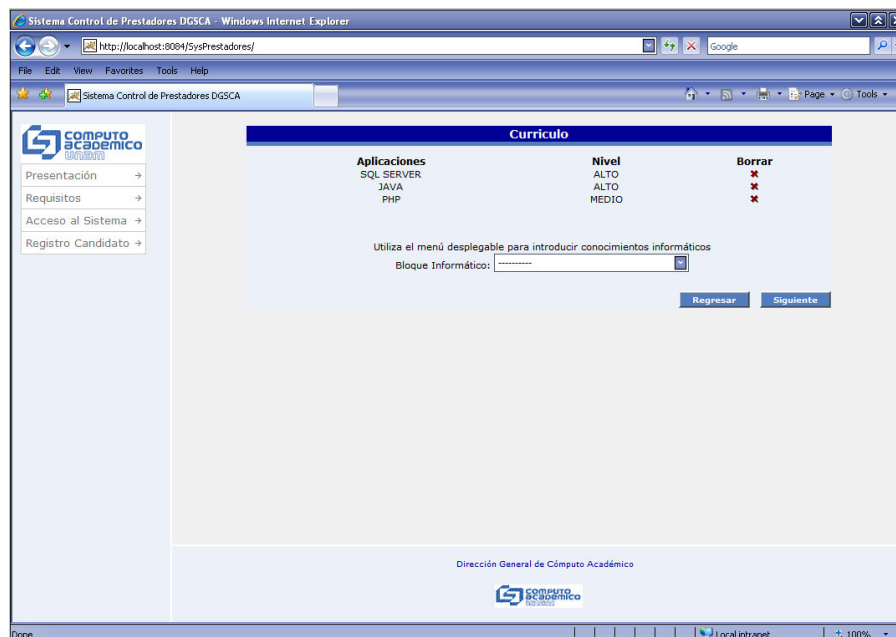 Sistema Control de Prestadores DGSCA - Windows Internet Explorer
http://localhost:8084/SysPrestadores/
Google
File Edit View Favorites Tools Help
Sistema Control de Prestadores DGSCA
Page
Tools
COMPUTO
academico
unam
Presentación
Requisitos
Acceso al Sistema
Registro Candidato
Curriculo
Aplicaciones Nivel Borrar
SQL SERVER ALTO
JAVA ALTO
PHP MEDIO
Utiliza el menú desplegable para introducir conocimientos informáticos
Bloque Informático: ----------
Regresar Siguiente
Dirección General de Cómputo Académico
COMPUTO
academico
unam
Done Local intranet 100%